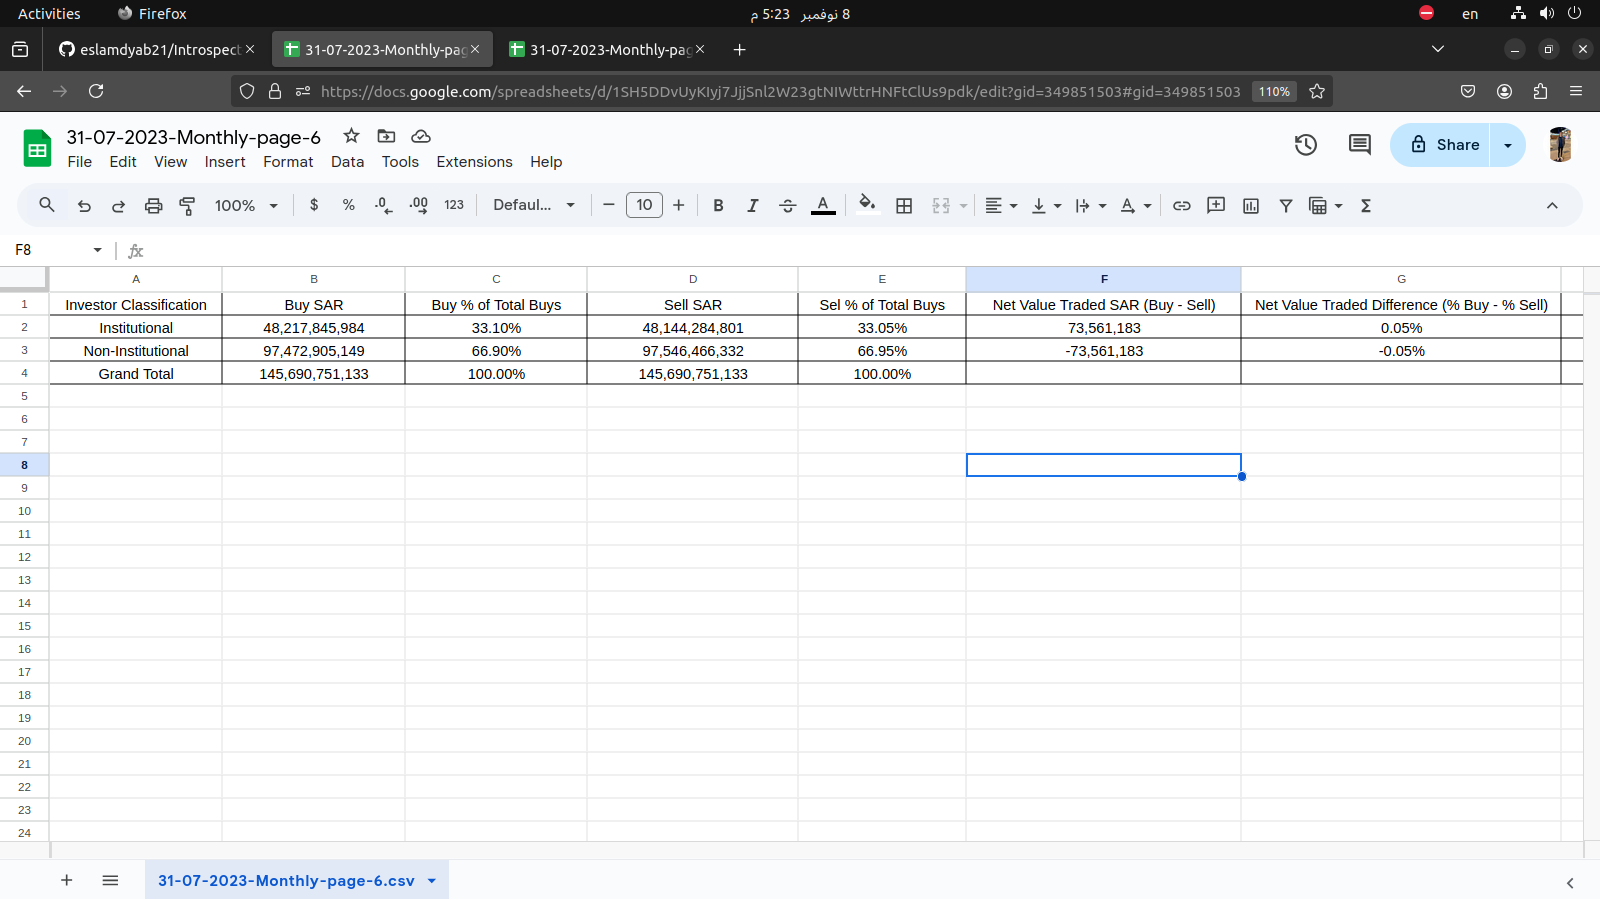 Activities Firefox 8 نوفمبر 5:23 م en
eslamdyab21/Introspect 31-07-2023-Monthly-pag 31-07-2023-Monthly-pag
https://docs.google.com/spreadsheets/d/1SH5DDvUyKIyj7JjjSnl2W23gtNIWttrHNFtClUs9pdk/edit?gid=349851503#gid=349851503 110%
31-07-2023-Monthly-page-6
File Edit View Insert Format Data Tools Extensions Help
Share
100% $ % .0 .00 123 Defaul... 10 B I A
F8 fx
A B C D E F G
1 Investor Classification Buy SAR Buy % of Total Buys Sell SAR Sel % of Total Buys Net Value Traded SAR (Buy - Sell) Net Value Traded Difference (% Buy - % Sell)
2 Institutional 48,217,845,984 33.10% 48,144,284,801 33.05% 73,561,183 0.05%
3 Non-Institutional 97,472,905,149 66.90% 97,546,466,332 66.95% -73,561,183 -0.05%
4 Grand Total 145,690,751,133 100.00% 145,690,751,133 100.00%
5
6
7
8
9
10
11
12
13
14
15
16
17
18
19
20
21
22
23
24
31-07-2023-Monthly-page-6.csv